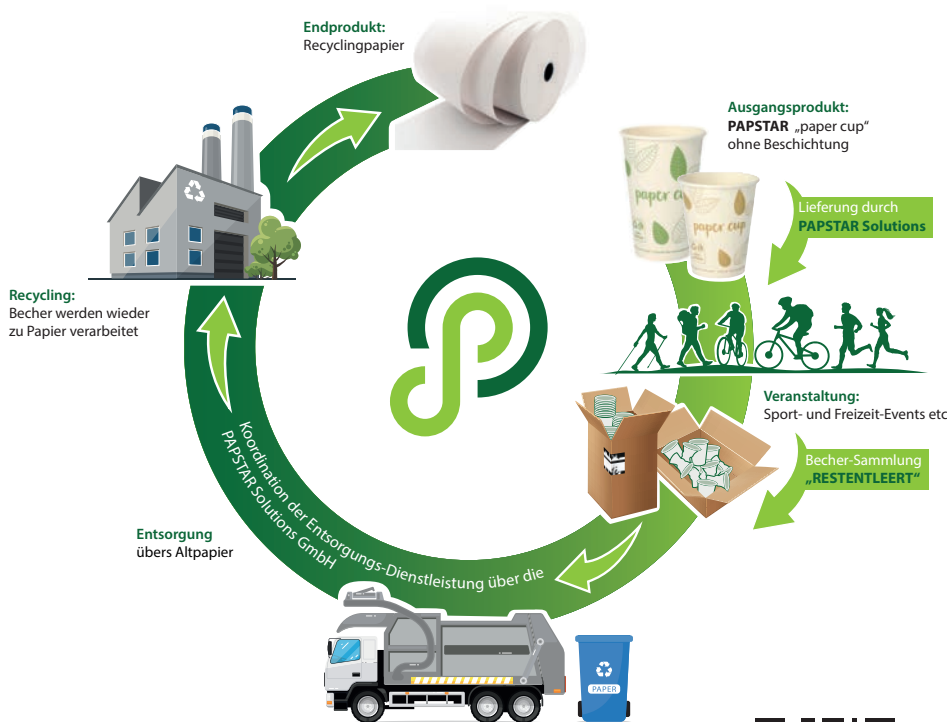 Endprodukt:
Recyclingpapier
Ausgangsprodukt:
PAPSTAR „paper cup“
ohne Beschichtung
paper cu
paper cup
Lieferung durch
PAPSTAR Solutions
Recycling:
Becher werden wieder
zu Papier verarbeitet
Veranstaltung:
Sport- und Freizeit-Events etc
Becher-Sammlung
„RESTENTLEERT“
Koordination der Entsorgungs-Dienstleistung über die
PAPSTAR Solutions GmbH
Entsorgung
übers Altpapier
PAPER